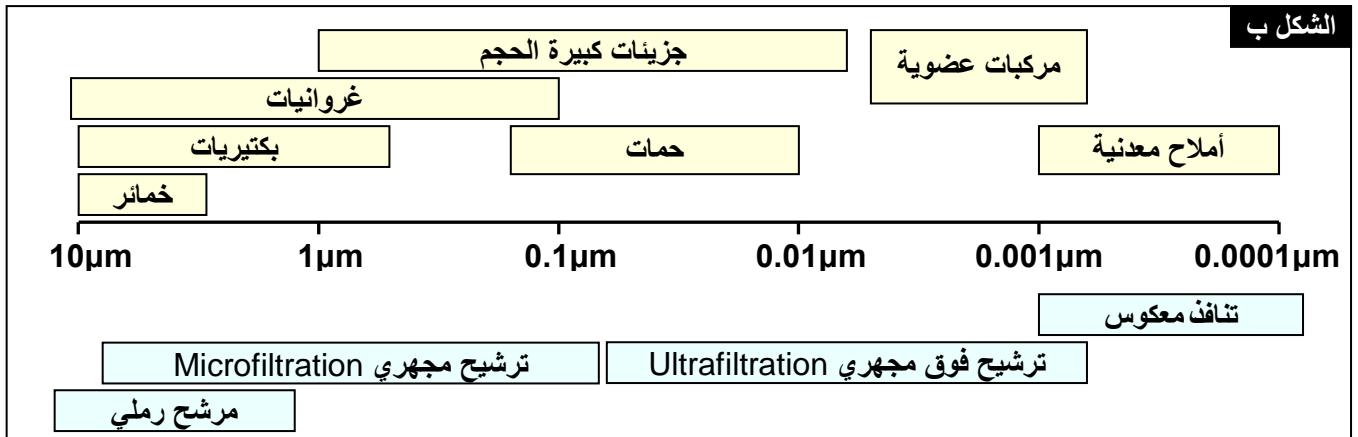 الشكل ب
جزيئات كبيرة الحجم
مركبات عضوية
غروانيات
بكتيريات
حمات
أملاح معدنية
خمائر
10µm 1µm 0.1µm 0.01µm 0.001µm 0.0001µm
تنافذ معكوس
ترشيح مجهري Microfiltration
ترشيح فوق مجهري Ultrafiltration
مرشح رملي